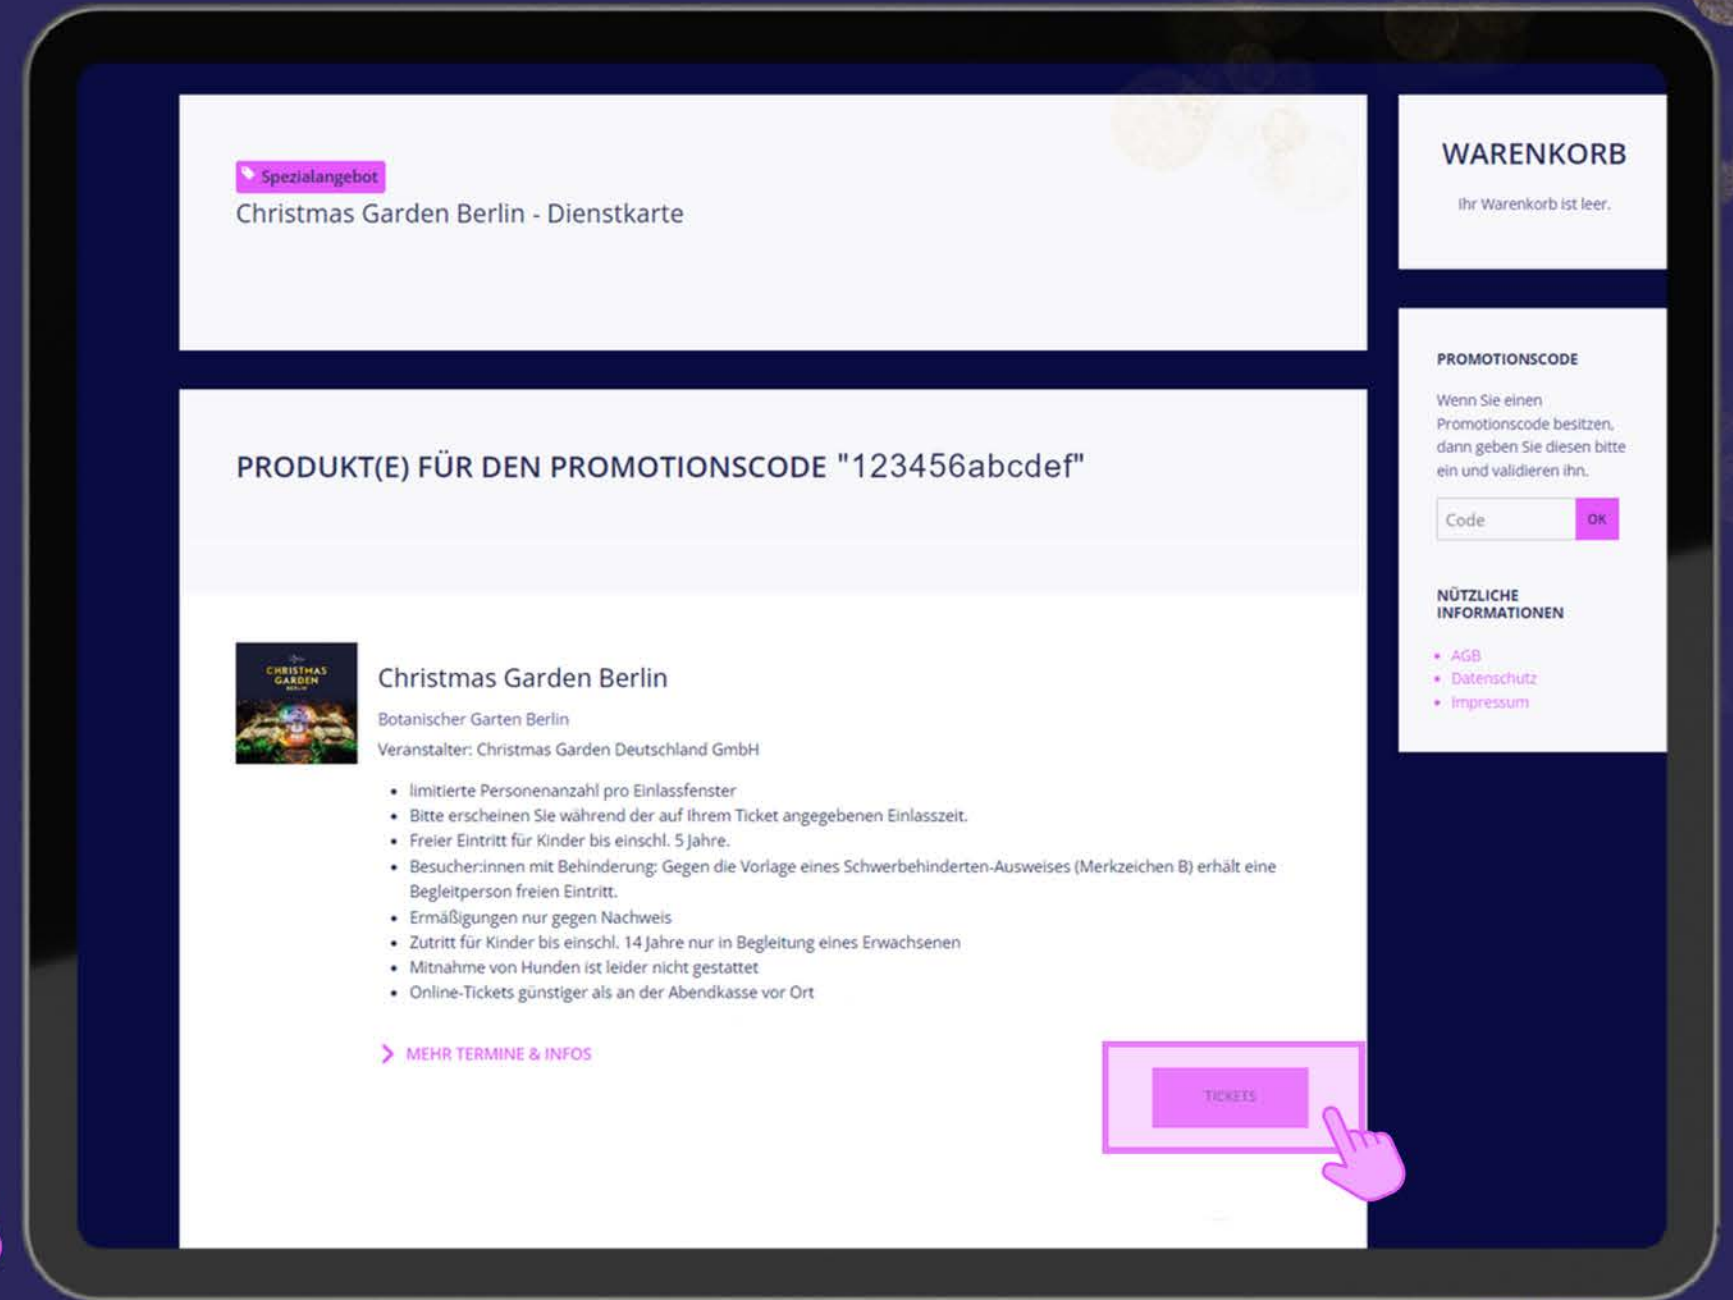 Spezialangebot
Christmas Garden Berlin - Dienstkarte
PRODUKT(E) FÜR DEN PROMOTIONSCODE "123456abcdef"
CHRISTMAS
GARDEN
BERLIN
Christmas Garden Berlin
Botanischer Garten Berlin
Veranstalter: Christmas Garden Deutschland GmbH
• limitierte Personenanzahl pro Einlassfenster
• Bitte erscheinen Sie während der auf Ihrem Ticket angegebenen Einlasszeit.
• Freier Eintritt für Kinder bis einschl. 5 Jahre.
• Besucher:innen mit Behinderung: Gegen die Vorlage eines Schwerbehinderten-Ausweises (Merkzeichen B) erhält eine
Begleitperson freien Eintritt.
• Ermäßigungen nur gegen Nachweis
• Zutritt für Kinder bis einschl. 14 Jahre nur in Begleitung eines Erwachsenen
• Mitnahme von Hunden ist leider nicht gestattet
• Online-Tickets günstiger als an der Abendkasse vor Ort
MEHR TERMINE & INFOS
TICKETS
WARENKORB
Ihr Warenkorb ist leer.
PROMOTIONSCODE
Wenn Sie einen
Promotionscode besitzen,
dann geben Sie diesen bitte
ein und validieren ihn.
Code
OK
NÜTZLICHE
INFORMATIONEN
• AGB
• Datenschutz
• Impressum